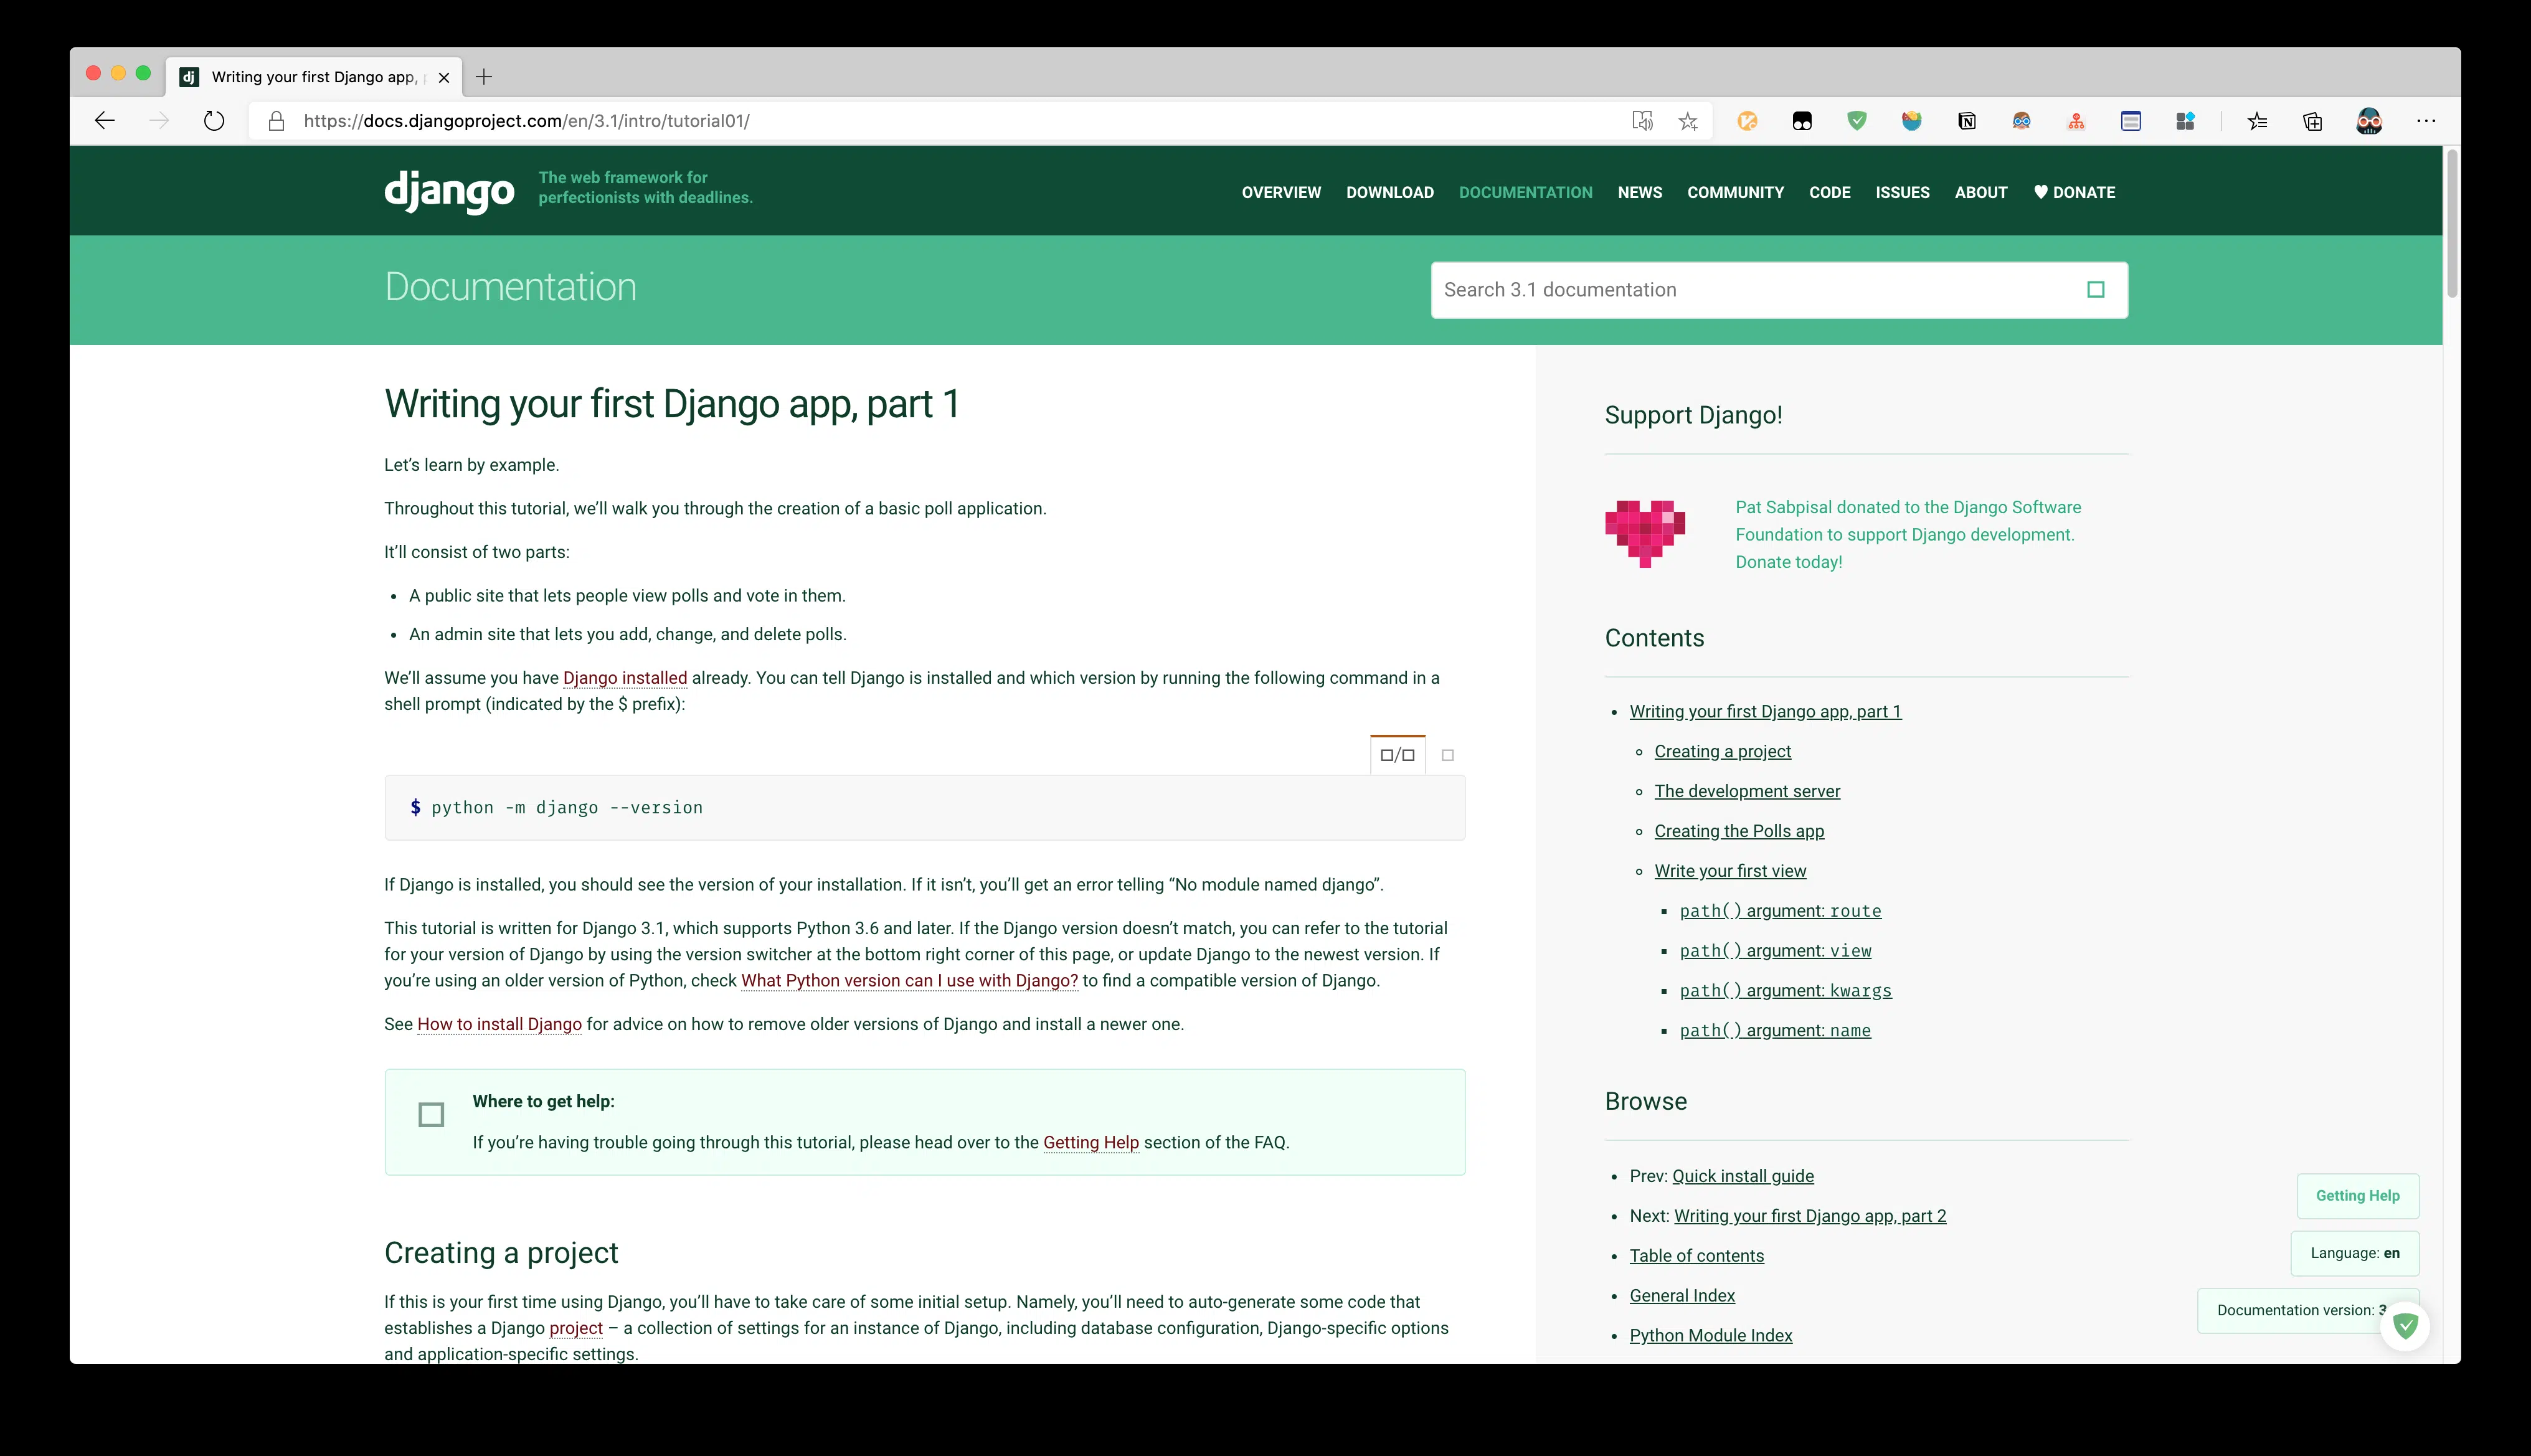 Writing your first Django app,
https://docs.djangoproject.com/en/3.1/intro/tutorial01/
django
The web framework for
perfectionists with deadlines.
OVERVIEW DOWNLOAD DOCUMENTATION NEWS COMMUNITY CODE ISSUES ABOUT ♥ DONATE
Documentation
Search 3.1 documentation
Writing your first Django app, part 1
Let’s learn by example.
Throughout this tutorial, we’ll walk you through the creation of a basic poll application.
It’ll consist of two parts:
• A public site that lets people view polls and vote in them.
• An admin site that lets you add, change, and delete polls.
We’ll assume you have Django installed already. You can tell Django is installed and which version by running the following command in a
shell prompt (indicated by the $ prefix):
$ python -m django --version
If Django is installed, you should see the version of your installation. If it isn’t, you’ll get an error telling “No module named django”.
This tutorial is written for Django 3.1, which supports Python 3.6 and later. If the Django version doesn’t match, you can refer to the tutorial
for your version of Django by using the version switcher at the bottom right corner of this page, or update Django to the newest version. If
you’re using an older version of Python, check What Python version can I use with Django? to find a compatible version of Django.
See How to install Django for advice on how to remove older versions of Django and install a newer one.
Where to get help:
If you’re having trouble going through this tutorial, please head over to the Getting Help section of the FAQ.
Creating a project
If this is your first time using Django, you’ll have to take care of some initial setup. Namely, you’ll need to auto-generate some code that
establishes a Django project – a collection of settings for an instance of Django, including database configuration, Django-specific options
and application-specific settings.
Support Django!
Pat Sabpisal donated to the Django Software
Foundation to support Django development.
Donate today!
Contents
• Writing your first Django app, part 1
Creating a project
The development server
Creating the Polls app
Write your first view
path() argument: route
path() argument: view
path() argument: kwargs
path() argument: name
Browse
• Prev: Quick install guide
• Next: Writing your first Django app, part 2
• Table of contents
• General Index
• Python Module Index
Getting Help
Language: en
Documentation version: 3